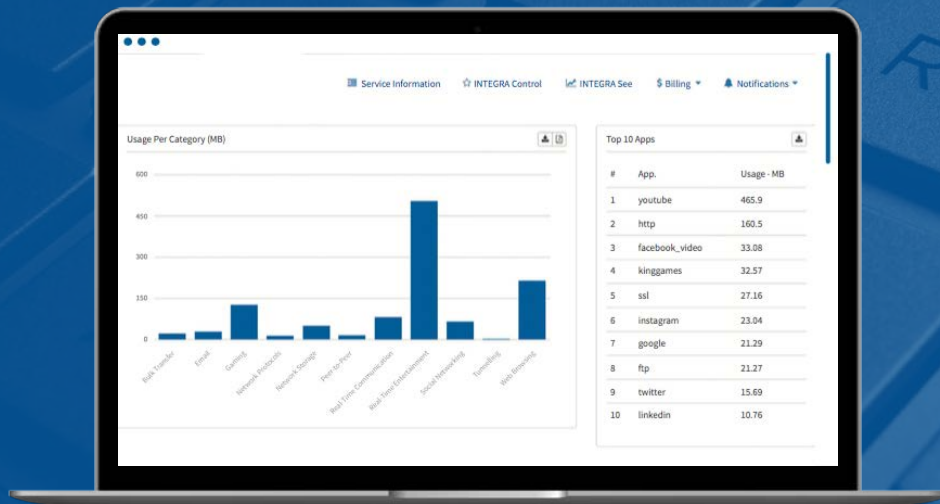 Service Information INTEGRA Control INTEGRA See $ Billing Notifications
Usage Per Category (MB)
600
450
300
150
0
Bulk Transfer Email Gaming Network Protocols Network Storage Peer-to-Peer Real-Time Communication Real-Time Entertainment Social Networking Tunnelling Web Browsing
Top 10 Apps
# App. Usage - MB
1 youtube 465.9
2 http 160.5
3 facebook_video 33.08
4 kinggames 32.57
5 ssl 27.16
6 instagram 23.04
7 google 21.29
8 ftp 21.27
9 twitter 15.69
10 linkedin 10.76
R